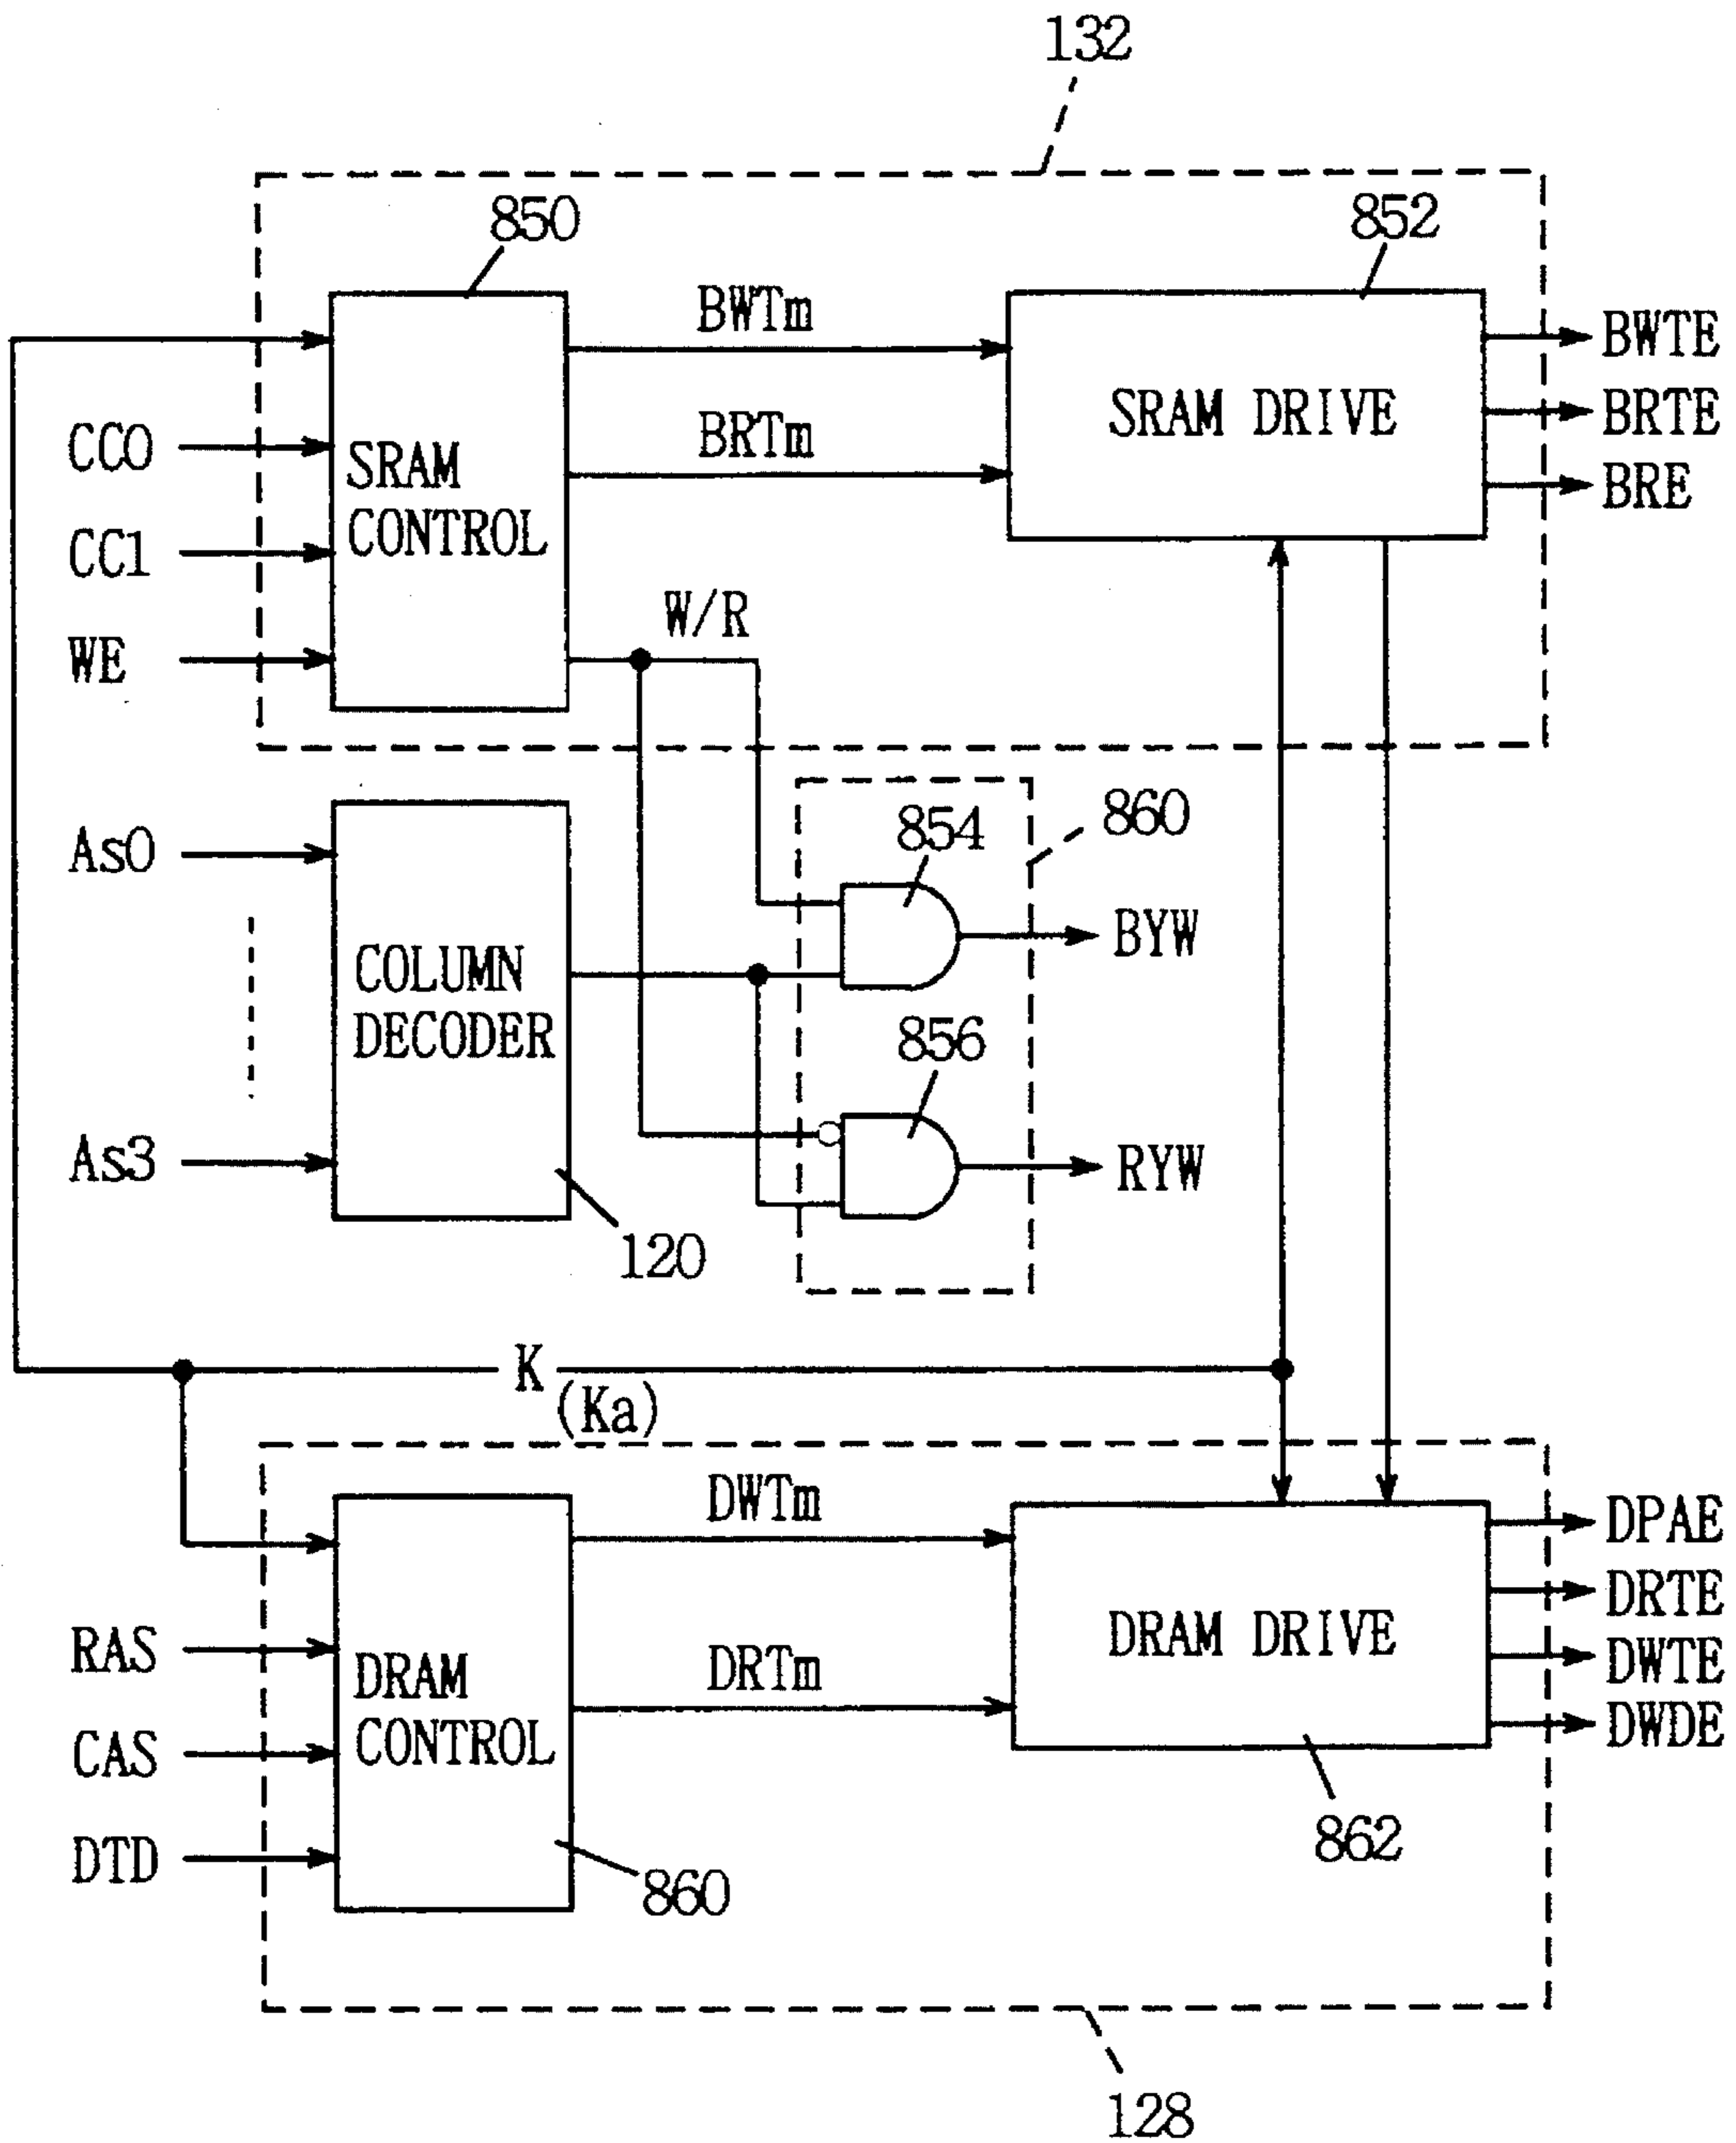 132
850
852
BWTm
BWTE
SRAM DRIVE
BRTE
CC0
BRTm
SRAM
CONTROL
BRE
CC1
W/R
WE
854
860
As0
BYW
COLUMN
DECODER
856
As3
RYW
120
K
(Ka)
DWTm
DPAE
DRTE
RAS
DRAM DRIVE
DRTm
DRAM
CONTROL
DWTE
DWDE
CAS
862
DTD
860
128